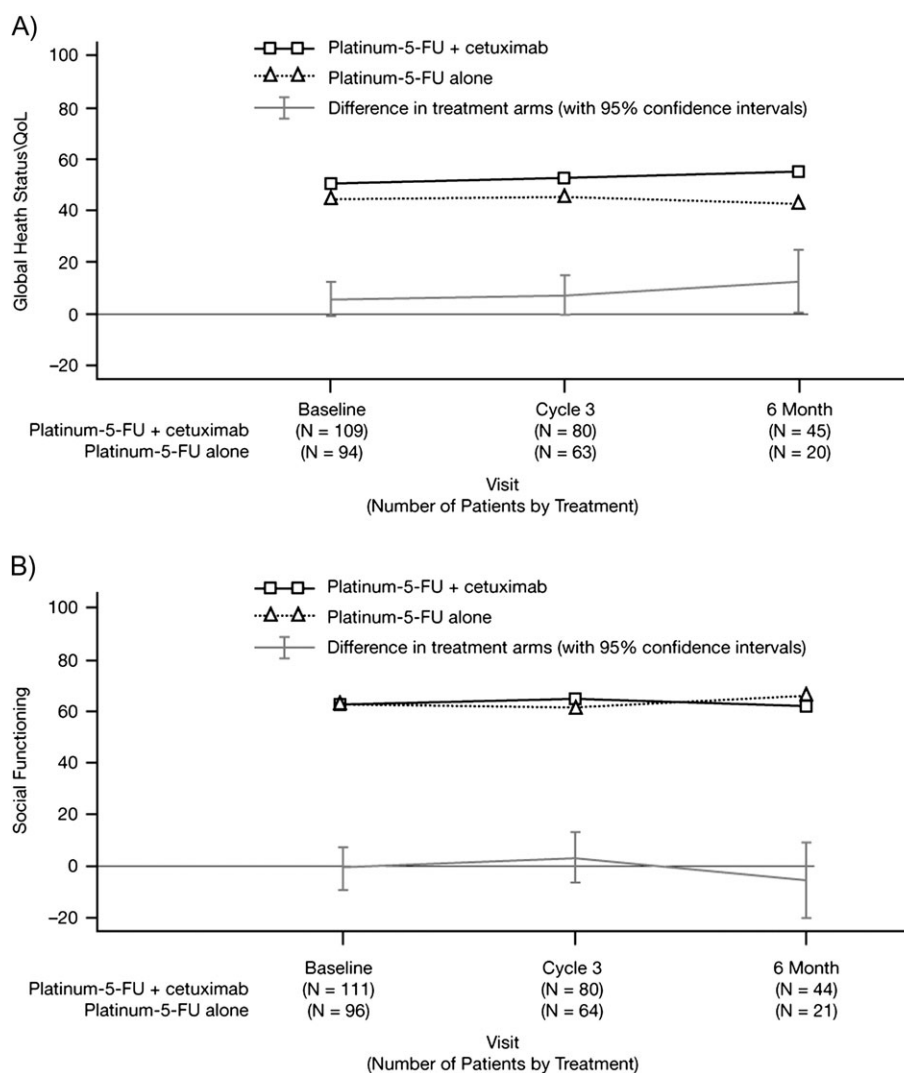 A)
Platinum-5-FU + cetuximab
Platinum-5-FU alone
Difference in treatment arms (with 95% confidence intervals)
100
80
60
40
20
0
–20
Global Heath Status\QoL
Baseline Cycle 3 6 Month
Platinum-5-FU + cetuximab (N = 109) (N = 80) (N = 45)
Platinum-5-FU alone (N = 94) (N = 63) (N = 20)
Visit
(Number of Patients by Treatment)
B)
Platinum-5-FU + cetuximab
Platinum-5-FU alone
Difference in treatment arms (with 95% confidence intervals)
100
80
60
40
20
0
–20
Social Functioning
Baseline Cycle 3 6 Month
Platinum-5-FU + cetuximab (N = 111) (N = 80) (N = 44)
Platinum-5-FU alone (N = 96) (N = 64) (N = 21)
Visit
(Number of Patients by Treatment)